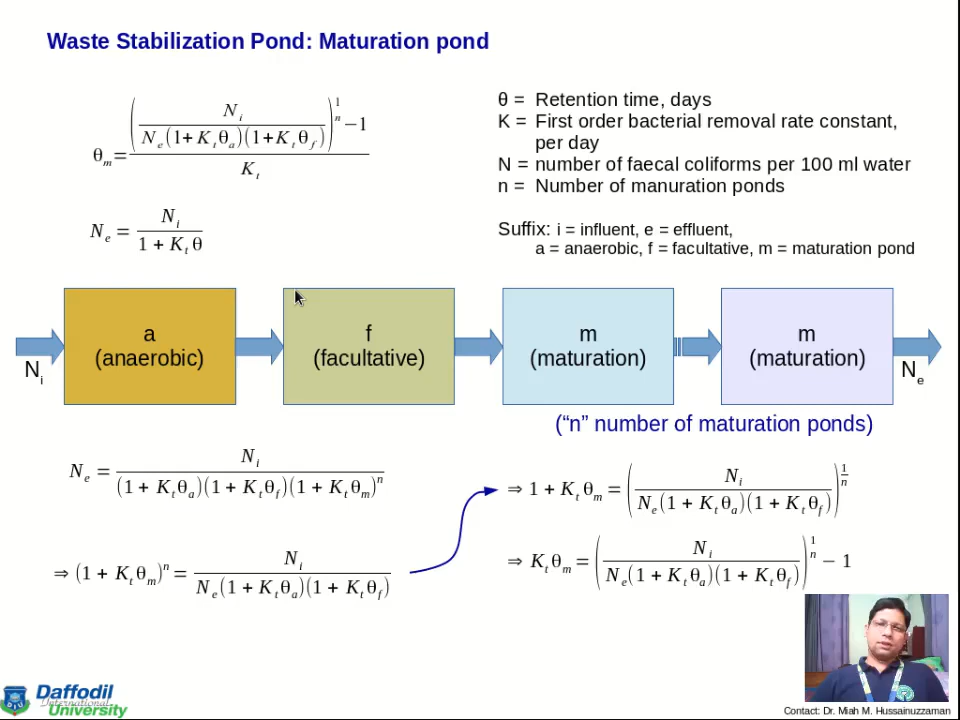 Waste Stabilization Pond: Maturation pond
θm = ((Ni / (Ne(1+Ktθa)(1+Ktθf)))^(1/n) −1) / Kt
Ne = Ni / (1 + Ktθ)
θ = Retention time, days
K = First order bacterial removal rate constant,
per day
N = number of faecal coliforms per 100 ml water
n = Number of manuration ponds
Suffix: i = influent, e = effluent,
a = anaerobic, f = facultative, m = maturation pond
Ni
a
(anaerobic)
f
(facultative)
m
(maturation)
m
(maturation)
Ne
(“n” number of maturation ponds)
Ne = Ni / ((1 + Ktθa)(1 + Ktθf)(1 + Ktθm)^n)
⇒ (1 + Ktθm)^n = Ni / (Ne(1 + Ktθa)(1 + Ktθf))
⇒ 1 + Ktθm = (Ni / (Ne(1 + Ktθa)(1 + Ktθf)))^(1/n)
⇒ Ktθm = (Ni / (Ne(1 + Ktθa)(1 + Ktθf)))^(1/n) − 1
DIU
Daffodil
International
University
Contact: Dr. Miah M. Hussainuzzaman